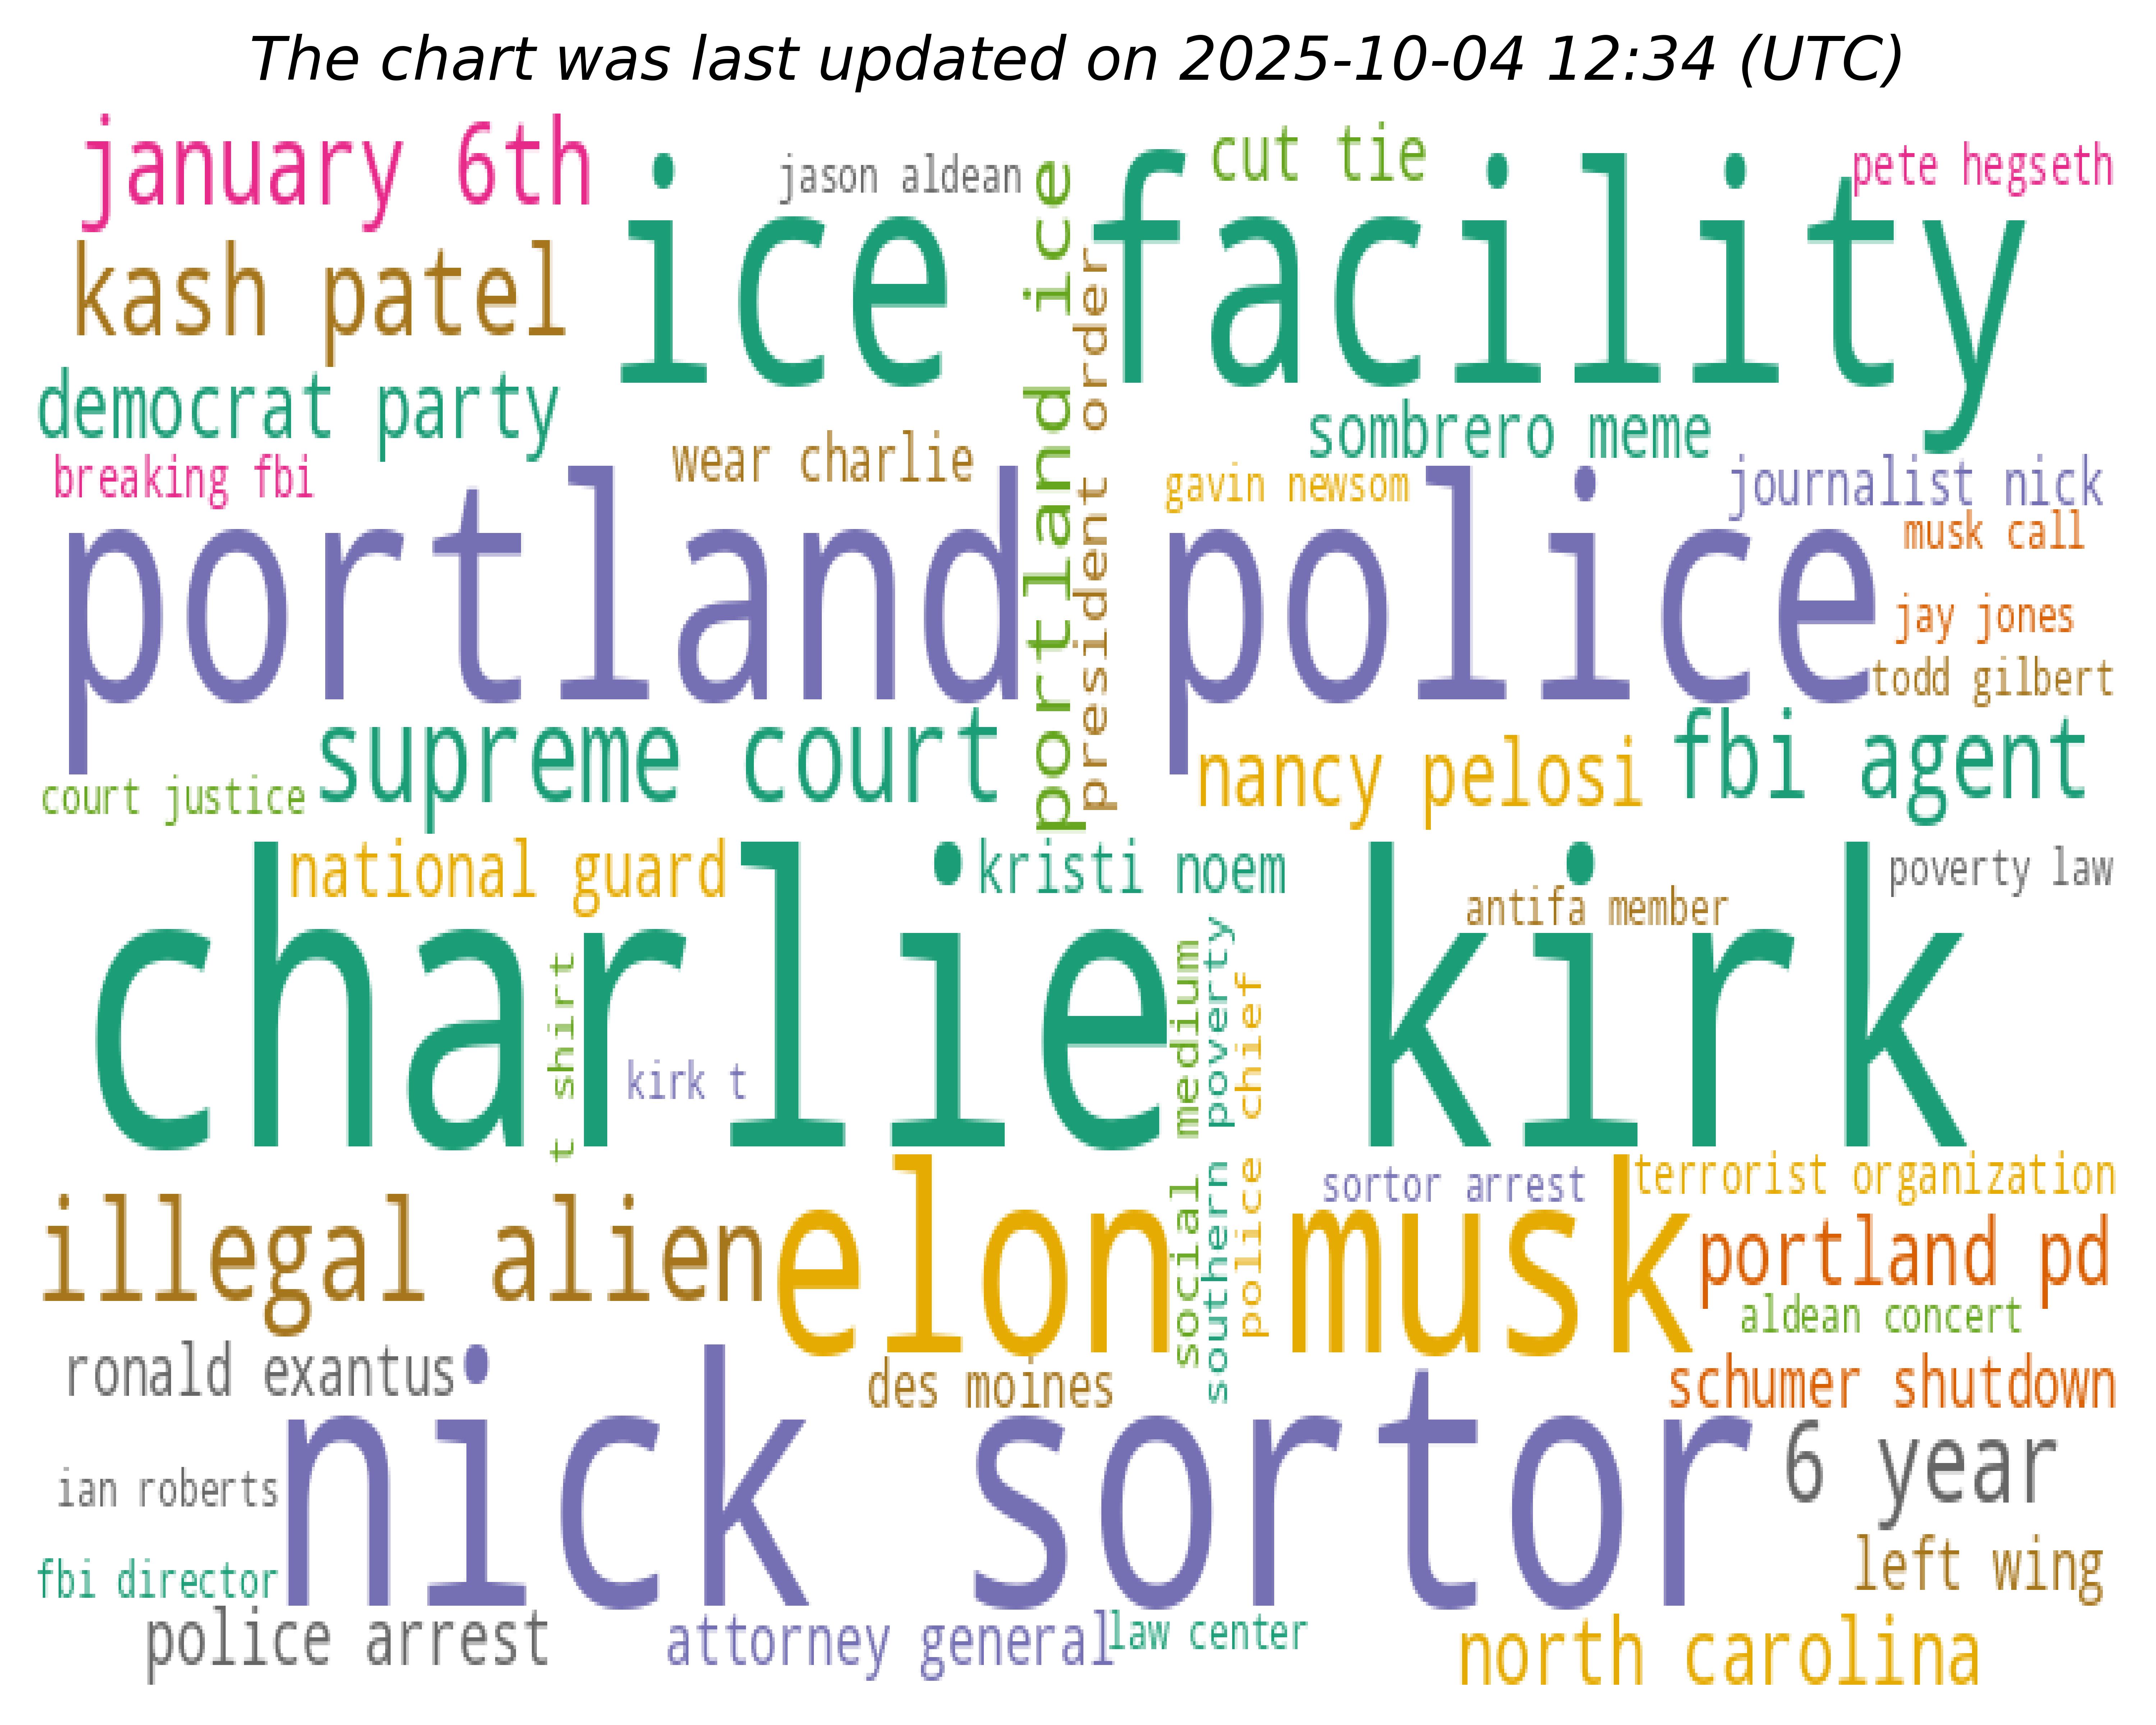 The chart was last updated on 2025-10-04 12:34 (UTC)
january 6th
jason aldean
cut tie
pete hegseth
ice facility
kash patel
portland ice
president order
democrat party
sombrero meme
wear charlie
breaking fbi
gavin newsom
journalist nick
musk call
portland police
jay jones
todd gilbert
supreme court
nancy pelosi
fbi agent
court justice
national guard
kristi noem
poverty law
antifa member
charlie kirk
t shirt
kirk t
social medium
southern poverty
police chief
sortor arrest
terrorist organization
illegal alien
elon musk
portland pd
aldean concert
ronald exantus
des moines
schumer shutdown
nick sortor
6 year
ian roberts
left wing
fbi director
police arrest
attorney general
law center
north carolina